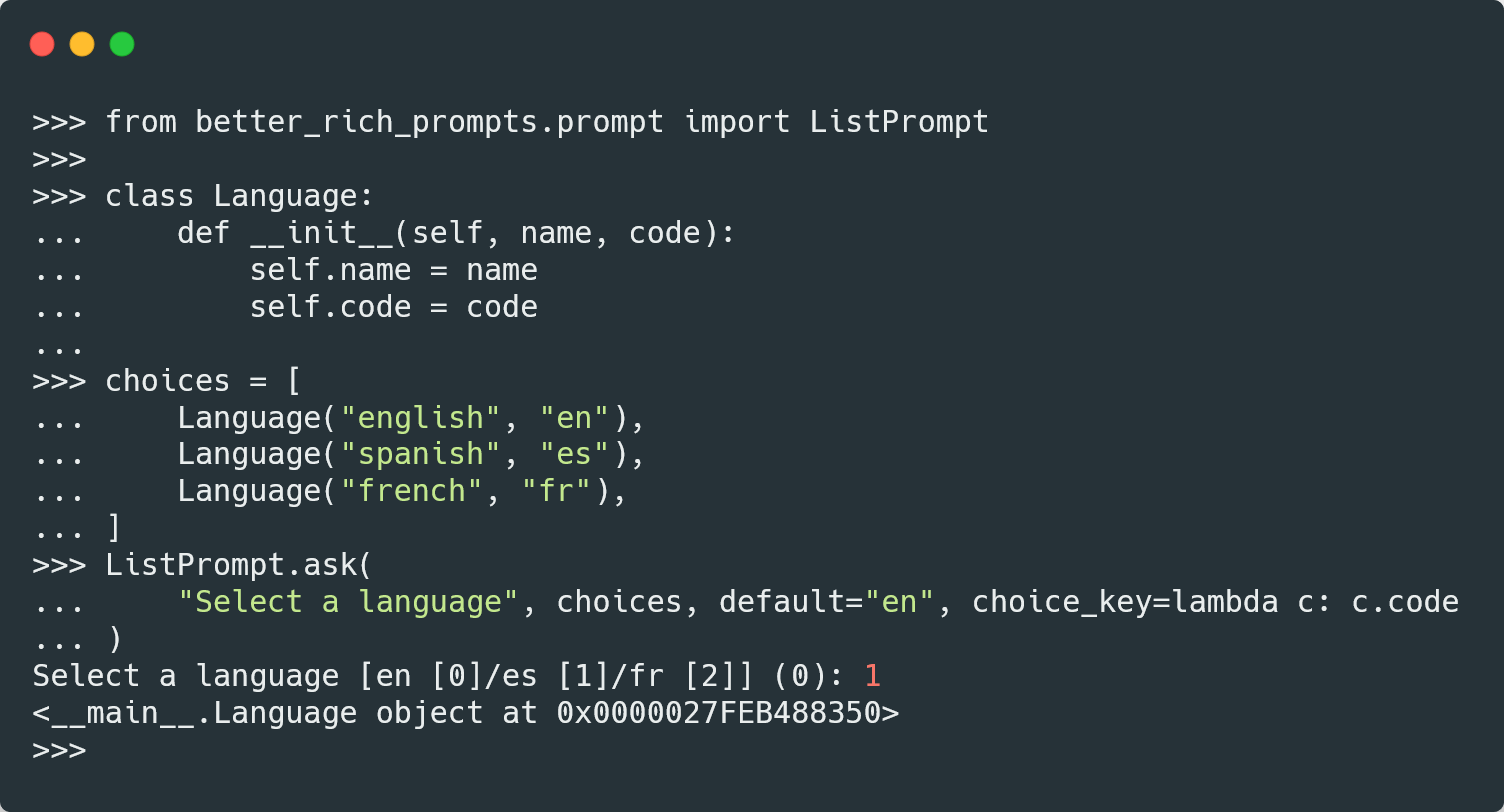 >>> from better_rich_prompts.prompt import ListPrompt
>>>
>>> class Language:
...     def __init__(self, name, code):
...         self.name = name
...         self.code = code
...
>>> choices = [
...     Language("english", "en"),
...     Language("spanish", "es"),
...     Language("french", "fr"),
... ]
>>> ListPrompt.ask(
...     "Select a language", choices, default="en", choice_key=lambda c: c.code
... )
Select a language [en [0]/es [1]/fr [2]] (0): 1
<__main__.Language object at 0x0000027FEB488350>
>>>